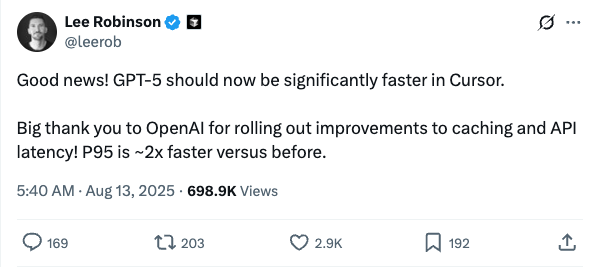 Lee Robinson
@leerob
Good news! GPT-5 should now be significantly faster in Cursor.
Big thank you to OpenAI for rolling out improvements to caching and API
latency! P95 is ~2x faster versus before.
5:40 AM · Aug 13, 2025 · 698.9K Views
169 203 2.9K 192